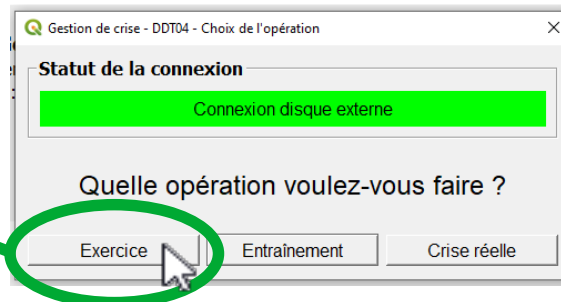 Gestion de crise - DDT04 - Choix de l'opération
Statut de la connexion
Connexion disque externe
Quelle opération voulez-vous faire ?
Exercice
Entraînement
Crise réelle